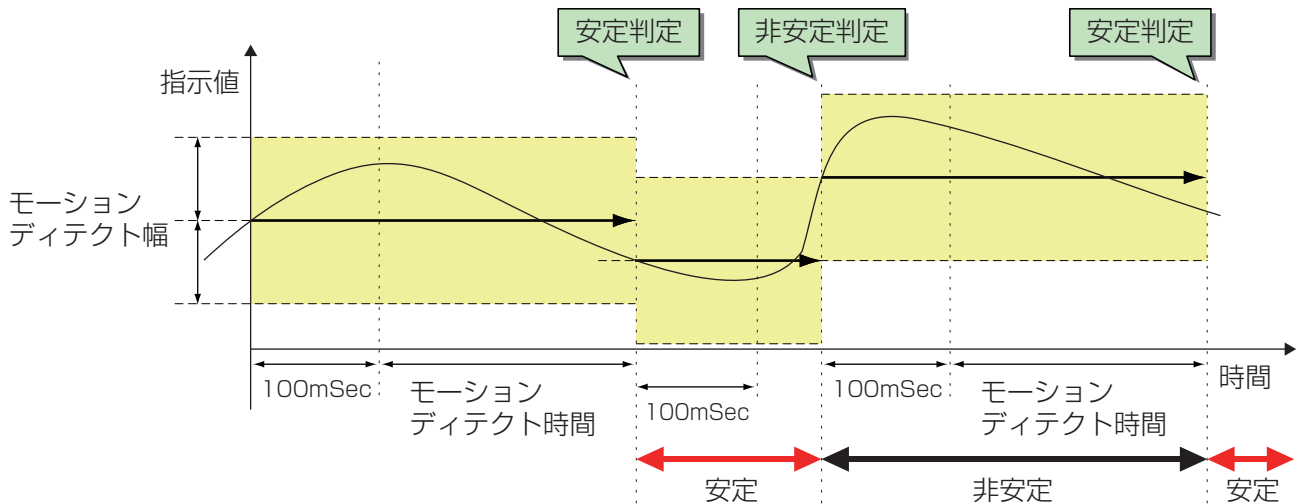 安定判定
非安定判定
安定判定
指示値
モーション
ディテクト幅
100mSec
モーション
ディテクト時間
100mSec
100mSec
モーション
ディテクト時間
時間
安定
非安定
安定